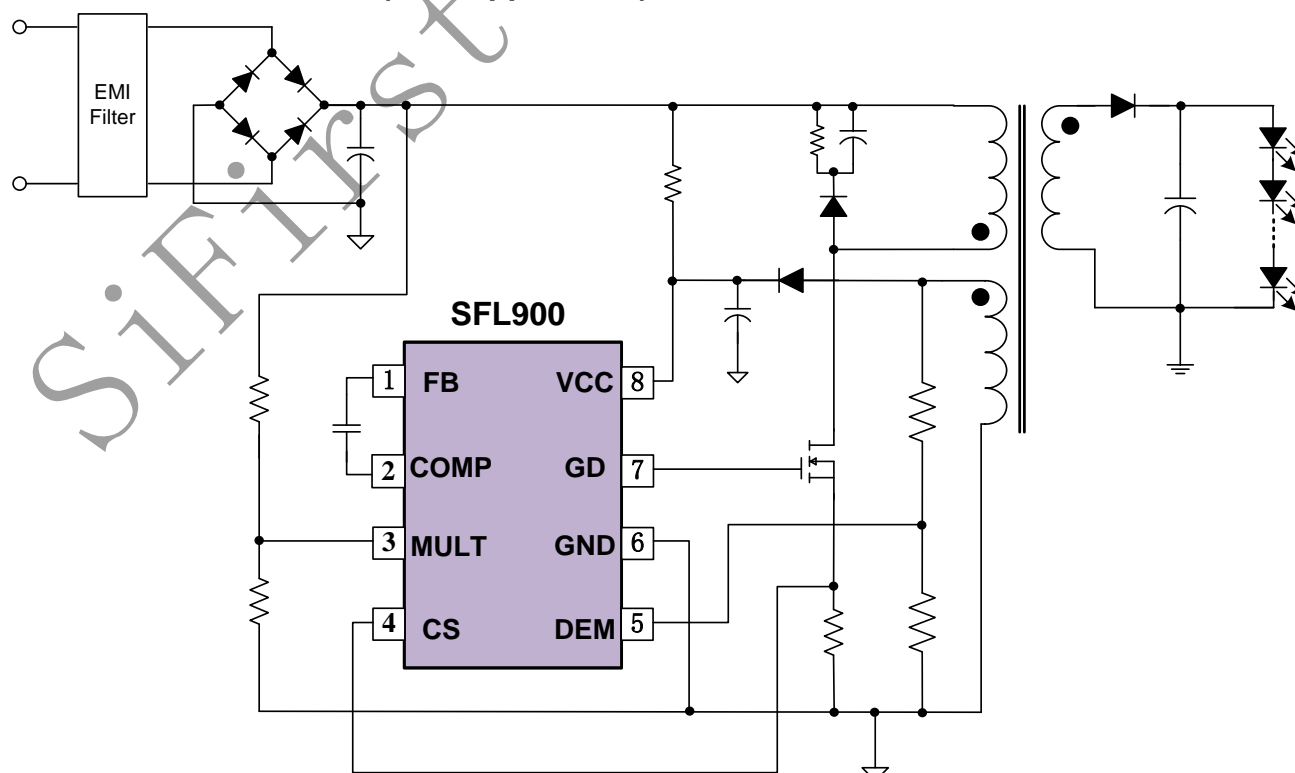 EMI
Filter
SiFirst
SFL900
1 FB
VCC 8
2 COMP
GD 7
3 MULT
GND 6
4 CS
DEM 5